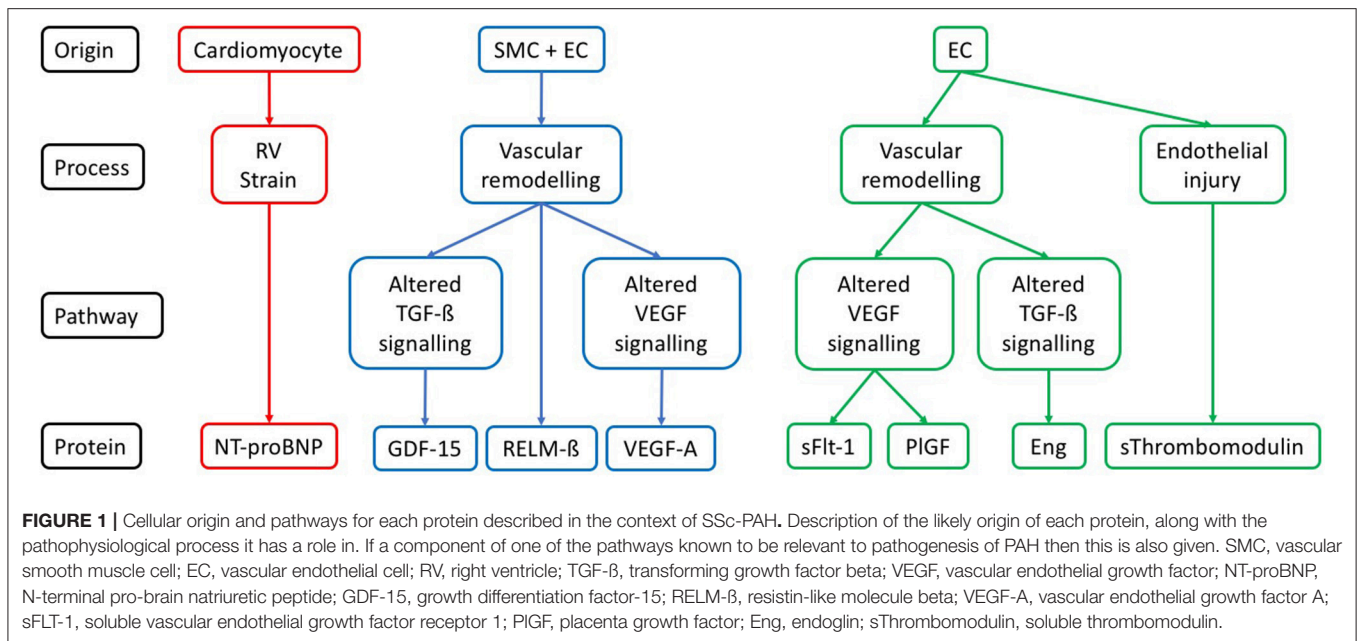 Origin
Cardiomyocyte
SMC + EC
EC
Process
RV
Strain
Vascular
remodelling
Vascular
remodelling
Endothelial
injury
Pathway
Altered
TGF-ß
signalling
Altered
VEGF
signalling
Altered
VEGF
signalling
Altered
TGF-ß
signalling
Protein
NT-proBNP
GDF-15
RELM-ß
VEGF-A
sFlt-1
PlGF
Eng
sThrombomodulin
FIGURE 1 | Cellular origin and pathways for each protein described in the context of SSc-PAH. Description of the likely origin of each protein, along with the
pathophysiological process it has a role in. If a component of one of the pathways known to be relevant to pathogenesis of PAH then this is also given. SMC, vascular
smooth muscle cell; EC, vascular endothelial cell; RV, right ventricle; TGF-ß, transforming growth factor beta; VEGF, vascular endothelial growth factor; NT-proBNP,
N-terminal pro-brain natriuretic peptide; GDF-15, growth differentiation factor-15; RELM-ß, resistin-like molecule beta; VEGF-A, vascular endothelial growth factor A;
sFLT-1, soluble vascular endothelial growth factor receptor 1; PlGF, placenta growth factor; Eng, endoglin; sThrombomodulin, soluble thrombomodulin.